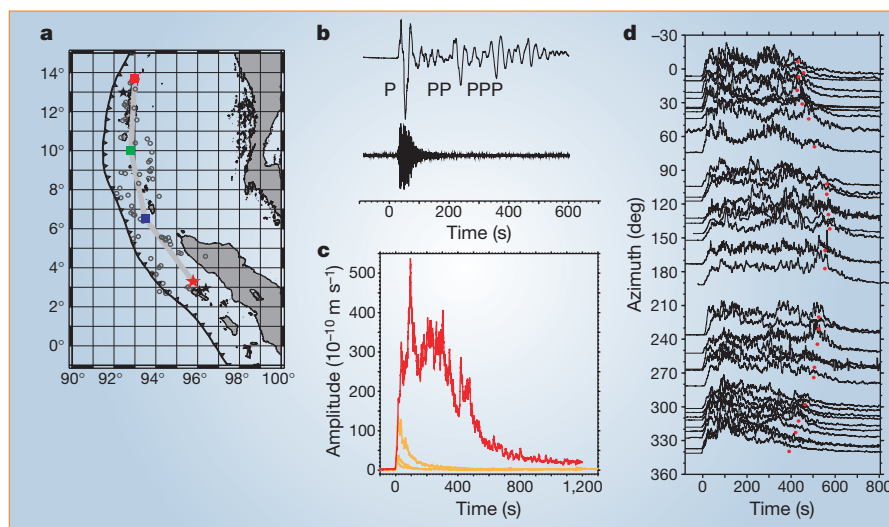 a
14°
12°
10°
8°
6°
4°
2°
0°
90° 92° 94° 96° 98° 100°
b
P PP PPP
0 200 400 600
Time (s)
c
Amplitude (10⁻¹⁰ m s⁻¹)
500
400
300
200
100
0
0 400 800 1,200
Time (s)
d
Azimuth (deg)
–30
0
30
60
90
120
150
180
210
240
270
300
330
360
0 200 400 600 800
Time (s)